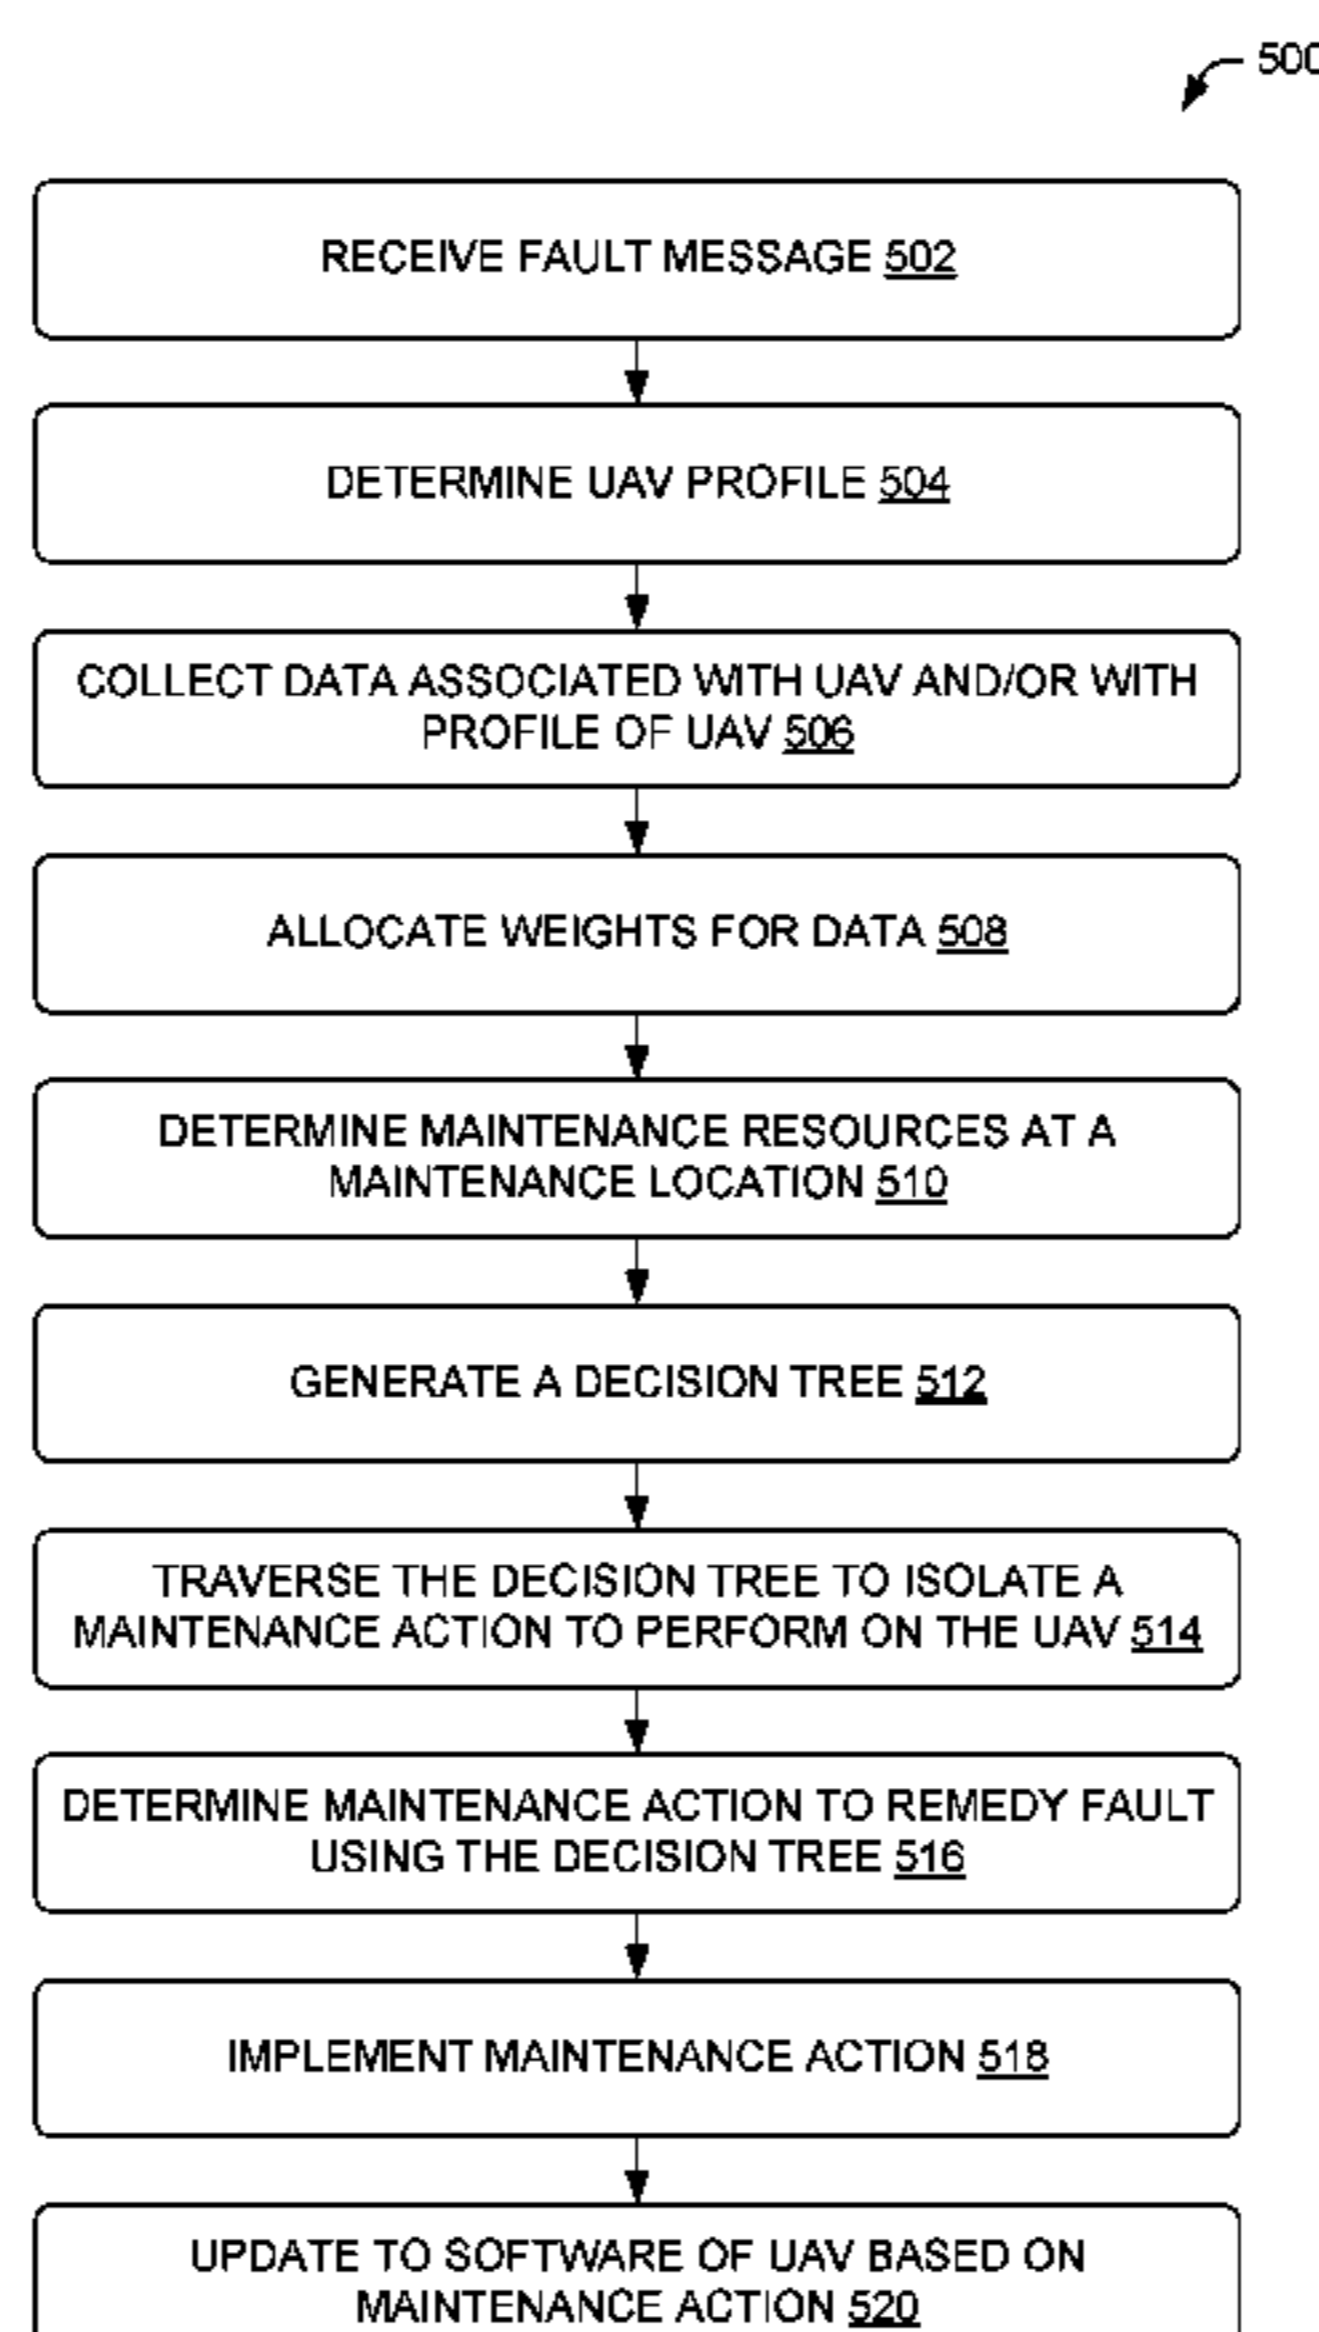 500
RECEIVE FAULT MESSAGE 502
DETERMINE UAV PROFILE 504
COLLECT DATA ASSOCIATED WITH UAV AND/OR WITH
PROFILE OF UAV 506
ALLOCATE WEIGHTS FOR DATA 508
DETERMINE MAINTENANCE RESOURCES AT A
MAINTENANCE LOCATION 510
GENERATE A DECISION TREE 512
TRAVERSE THE DECISION TREE TO ISOLATE A
MAINTENANCE ACTION TO PERFORM ON THE UAV 514
DETERMINE MAINTENANCE ACTION TO REMEDY FAULT
USING THE DECISION TREE 516
IMPLEMENT MAINTENANCE ACTION 518
UPDATE TO SOFTWARE OF UAV BASED ON
MAINTENANCE ACTION 520